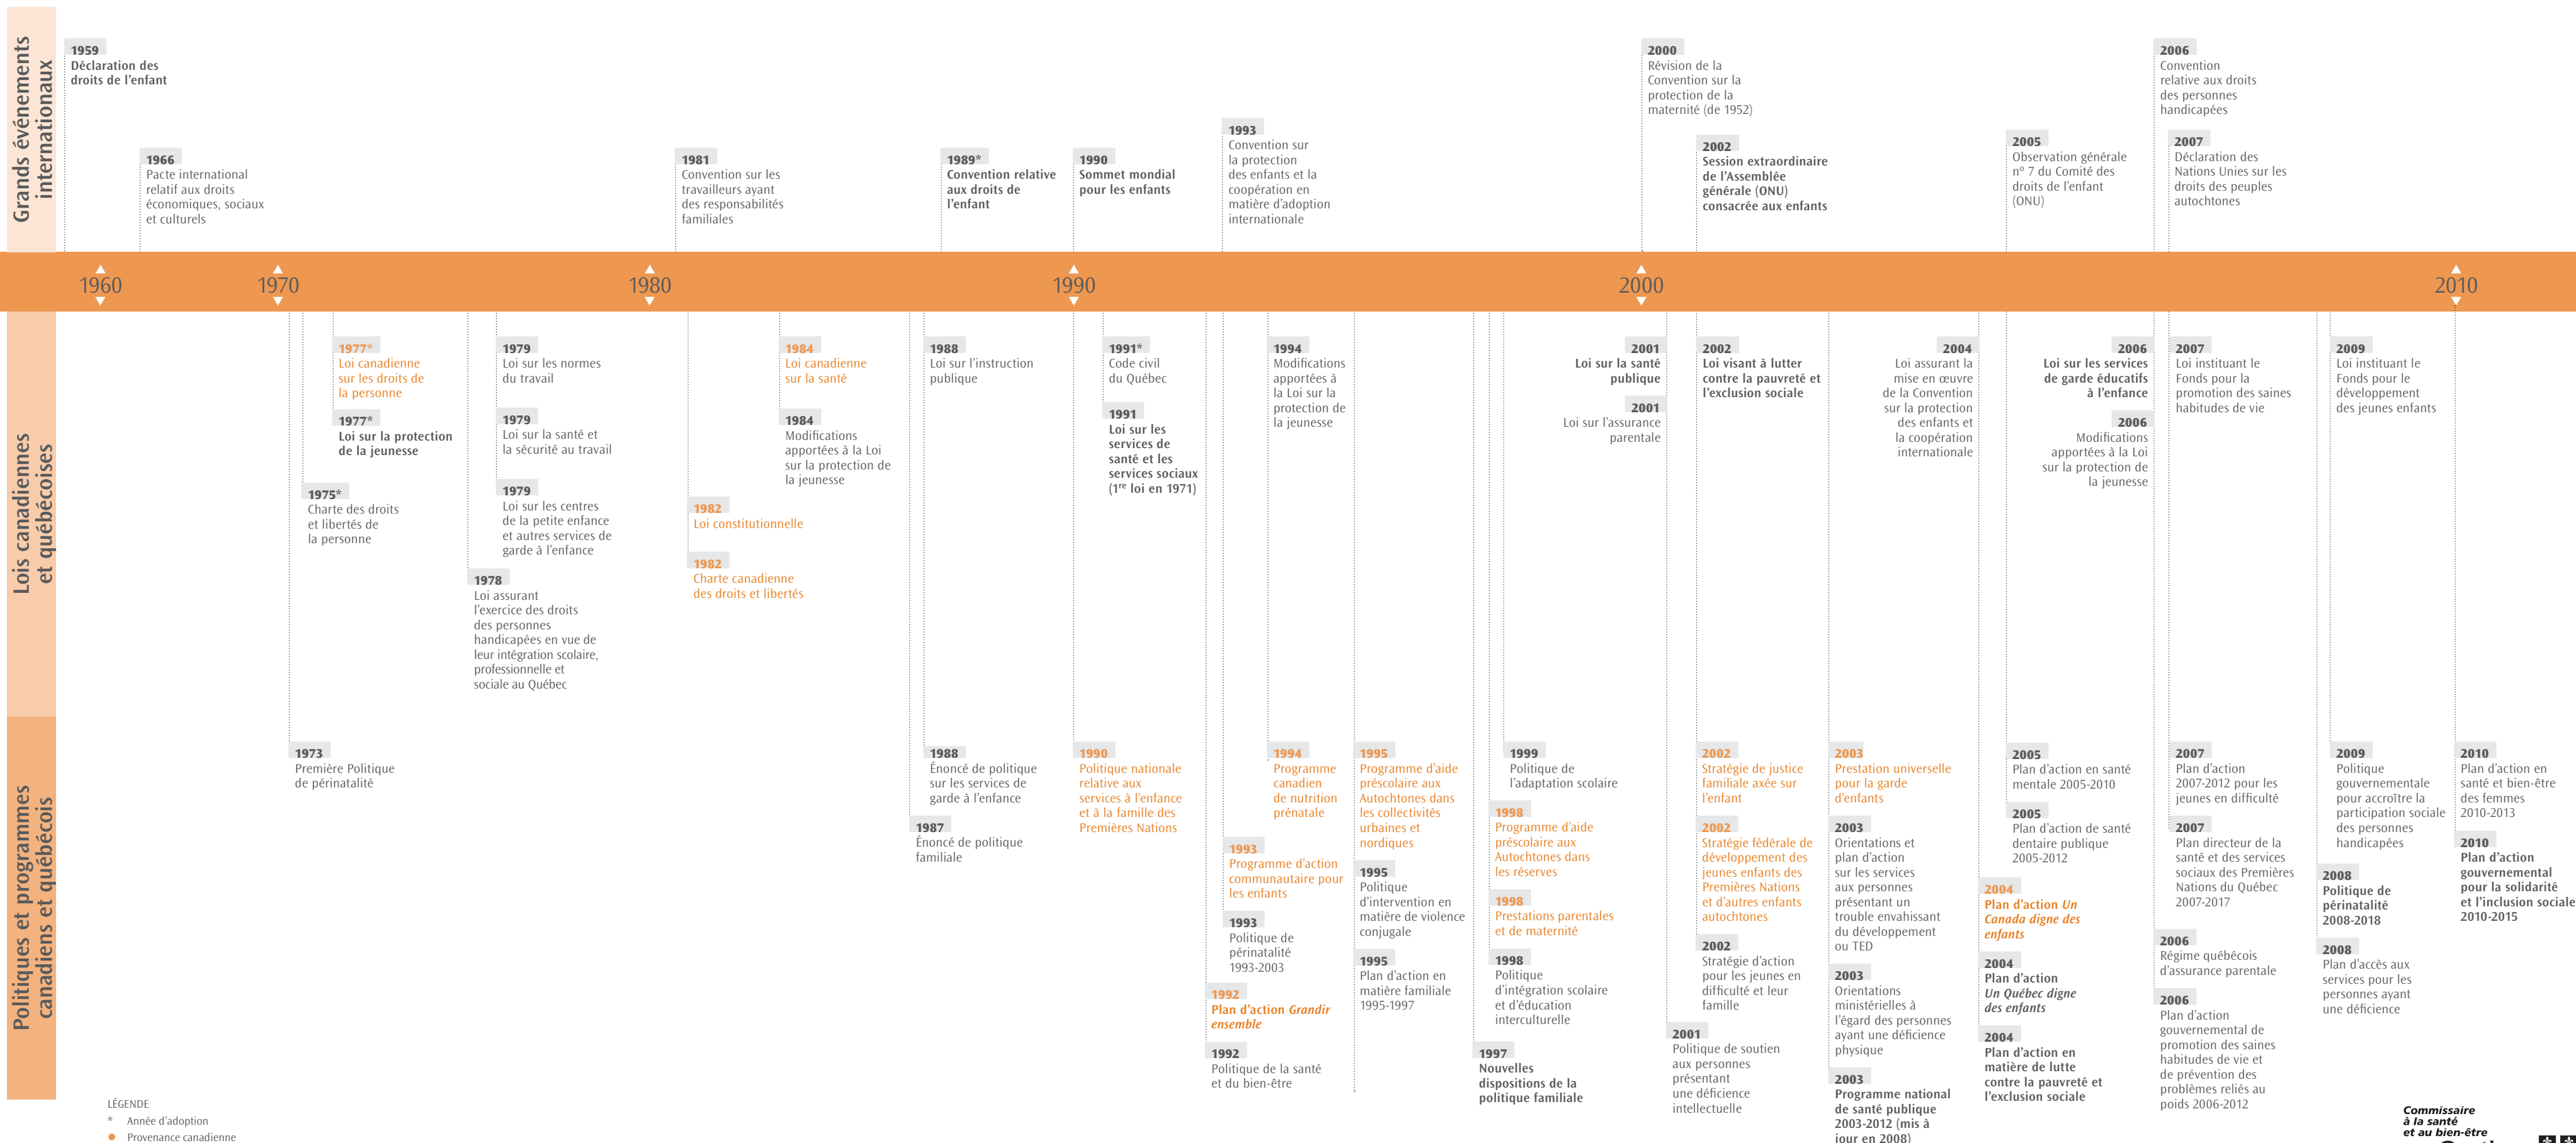 Grands événements
internationaux
1959
Déclaration des
droits de l'enfant
1966
Pacte international
relatif aux droits
économiques, sociaux
et culturels
1981
Convention sur les
travailleurs ayant
des responsabilités
familiales
1989*
Convention relative
aux droits de
l'enfant
1990
Sommet mondial
pour les enfants
1993
Convention sur
la protection
des enfants et la
coopération en
matière d'adoption
internationale
2000
Révision de la
Convention sur la
protection de la
maternité (de 1952)
2002
Session extraordinaire
de l'Assemblée
générale (ONU)
consacrée aux enfants
2005
Observation générale
nº 7 du Comité des
droits de l'enfant
(ONU)
2006
Convention
relative aux droits
des personnes
handicapées
2007
Déclaration des
Nations Unies sur les
droits des peuples
autochtones
1960
1970
1980
1990
2000
2010
Lois canadiennes
et québécoises
1977*
Loi canadienne
sur les droits de
la personne
1977*
Loi sur la protection
de la jeunesse
1975*
Charte des droits
et libertés de
la personne
1979
Loi sur les normes
du travail
1979
Loi sur la santé et
la sécurité au travail
1979
Loi sur les centres
de la petite enfance
et autres services de
garde à l'enfance
1978
Loi assurant
l'exercice des droits
des personnes
handicapées en vue de
leur intégration scolaire,
professionnelle et
sociale au Québec
1984
Loi canadienne
sur la santé
1984
Modifications
apportées à la Loi
sur la protection de
la jeunesse
1982
Loi constitutionnelle
1982
Charte canadienne
des droits et libertés
1988
Loi sur l'instruction
publique
1991*
Code civil
du Québec
1991
Loi sur les
services de
santé et les
services sociaux
(1re loi en 1971)
1994
Modifications
apportées à
la Loi sur la
protection de
la jeunesse
2001
Loi sur la santé
publique
2001
Loi sur l'assurance
parentale
2002
Loi visant à lutter
contre la pauvreté et
l'exclusion sociale
2004
Loi assurant la
mise en œuvre
de la Convention
sur la protection
des enfants et
la coopération
internationale
2006
Loi sur les services
de garde éducatifs
à l'enfance
2006
Modifications
apportées à la Loi
sur la protection de
la jeunesse
2007
Loi instituant le
Fonds pour la
promotion des saines
habitudes de vie
2009
Loi instituant le
Fonds pour le
développement
des jeunes enfants
Politiques et programmes
canadiens et québécois
1973
Première Politique
de périnatalité
1988
Énoncé de politique
sur les services de
garde à l'enfance
1987
Énoncé de politique
familiale
1990
Politique nationale
relative aux
services à l'enfance
et à la famille des
Premières Nations
1994
Programme
canadien
de nutrition
prénatale
1993
Programme d'action
communautaire pour
les enfants
1993
Politique de
périnatalité
1993-2003
1992
Plan d'action Grandir
ensemble
1992
Politique de la santé
et du bien-être
1995
Programme d'aide
préscolaire aux
Autochtones dans
les collectivités
urbaines et
nordiques
1995
Politique
d'intervention en
matière de violence
conjugale
1995
Plan d'action en
matière familiale
1995-1997
1999
Politique de
l'adaptation scolaire
1998
Programme d'aide
préscolaire aux
Autochtones dans
les réserves
1998
Prestations parentales
et de maternité
1998
Politique
d'intégration scolaire
et d'éducation
interculturelle
1997
Nouvelles
dispositions de la
politique familiale
2002
Stratégie de justice
familiale axée sur
l'enfant
2002
Stratégie fédérale de
développement des
jeunes enfants des
Premières Nations
et d'autres enfants
autochtones
2002
Stratégie d'action
pour les jeunes en
difficulté et leur
famille
2001
Politique de soutien
aux personnes
présentant
une déficience
intellectuelle
2003
Prestation universelle
pour la garde
d'enfants
2003
Orientations et
plan d'action
sur les services
aux personnes
présentant un
trouble envahissant
du développement
ou TED
2003
Orientations
ministérielles à
l'égard des personnes
ayant une déficience
physique
2003
Programme national
de santé publique
2003-2012 (mis à
jour en 2008)
2005
Plan d'action en santé
mentale 2005-2010
2005
Plan d'action de santé
dentaire publique
2005-2012
2004
Plan d'action Un
Canada digne des
enfants
2004
Plan d'action
Un Québec digne
des enfants
2004
Plan d'action en
matière de lutte
contre la pauvreté et
l'exclusion sociale
2007
Plan d'action
2007-2012 pour les
jeunes en difficulté
2007
Plan directeur de la
santé et des services
sociaux des Premières
Nations du Québec
2007-2017
2006
Régime québécois
d'assurance parentale
2006
Plan d'action
gouvernemental de
promotion des saines
habitudes de vie et
de prévention des
problèmes reliés au
poids 2006-2012
2009
Politique
gouvernementale
pour accroître la
participation sociale
des personnes
handicapées
2008
Politique de
périnatalité
2008-2018
2008
Plan d'accès aux
services pour les
personnes ayant
une déficience
2010
Plan d'action en
santé et bien-être
des femmes
2010-2013
2010
Plan d'action
gouvernemental
pour la solidarité
et l'inclusion sociale
2010-2015
LÉGENDE
* Année d'adoption
Provenance canadienne
Commissaire
à la santé
et au bien-être